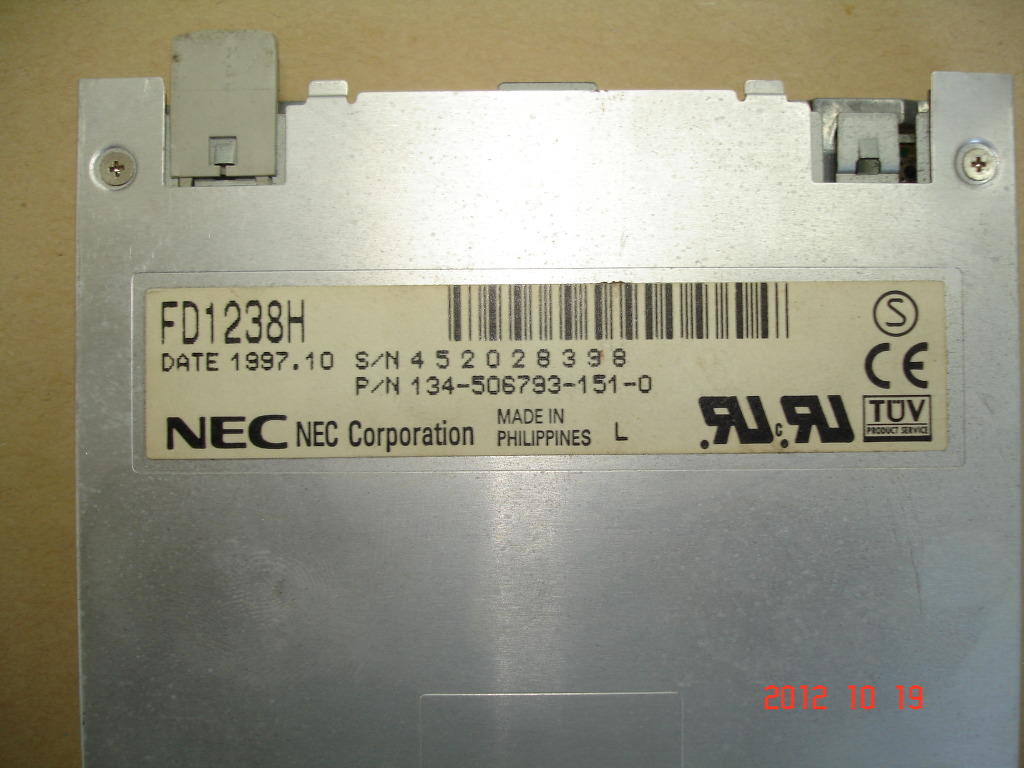 FD1238H
DATE 1997.10 S/N 452028398
P/N 134-506793-151-0
NEC NEC Corporation MADE IN PHILIPPINES L
S
CE
TÜV
PRODUCT SERVICE
2012 10 19